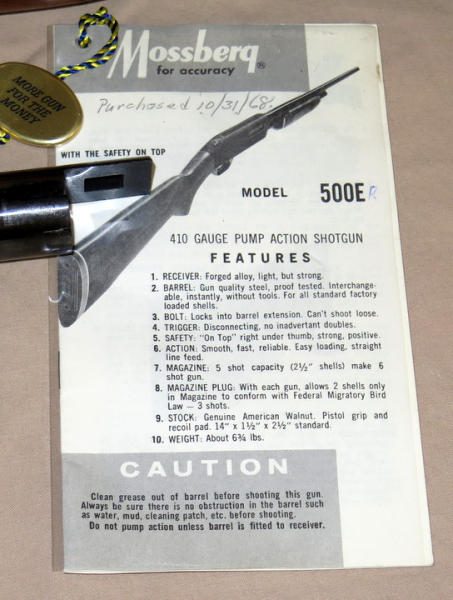 Mossberg®
for accuracy
Purchased 10/31/68.
MORE GUN
FOR THE
MONEY
WITH THE SAFETY ON TOP
MODEL 500E R
410 GAUGE PUMP ACTION SHOTGUN
FEATURES
1. RECEIVER: Forged alloy, light, but strong.
2. BARREL: Gun quality steel, proof tested. Interchange-
able, instantly, without tools. For all standard factory
loaded shells.
3. BOLT: Locks into barrel extension. Can't shoot loose.
4. TRIGGER: Disconnecting, no inadvertent doubles.
5. SAFETY: "On Top" right under thumb, strong, positive.
6. ACTION: Smooth, fast, reliable. Easy loading, straight
line feed.
7. MAGAZINE: 5 shot capacity (2½" shells) make 6
shot gun.
8. MAGAZINE PLUG: With each gun, allows 2 shells only
in Magazine to conform with Federal Migratory Bird
Law — 3 shots.
9. STOCK: Genuine American Walnut. Pistol grip and
recoil pad. 14" x 1½" x 2½" standard.
10. WEIGHT: About 6¾ lbs.
CAUTION
Clean grease out of barrel before shooting this gun.
Always be sure there is no obstruction in the barrel such
as water, mud, cleaning patch, etc. before shooting.
Do not pump action unless barrel is fitted to receiver.